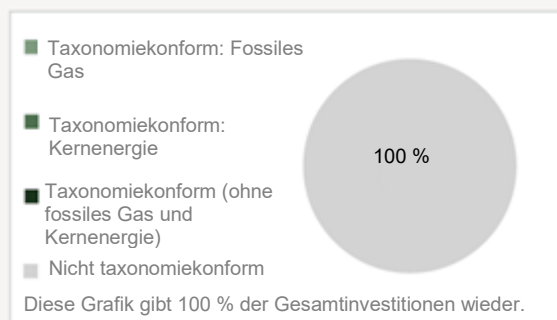 Taxonomiekonform: Fossiles
Gas
Taxonomiekonform:
Kernenergie
Taxonomiekonform (ohne
fossiles Gas und
Kernenergie)
Nicht taxonomiekonform
100 %
Diese Grafik gibt 100 % der Gesamtinvestitionen wieder.